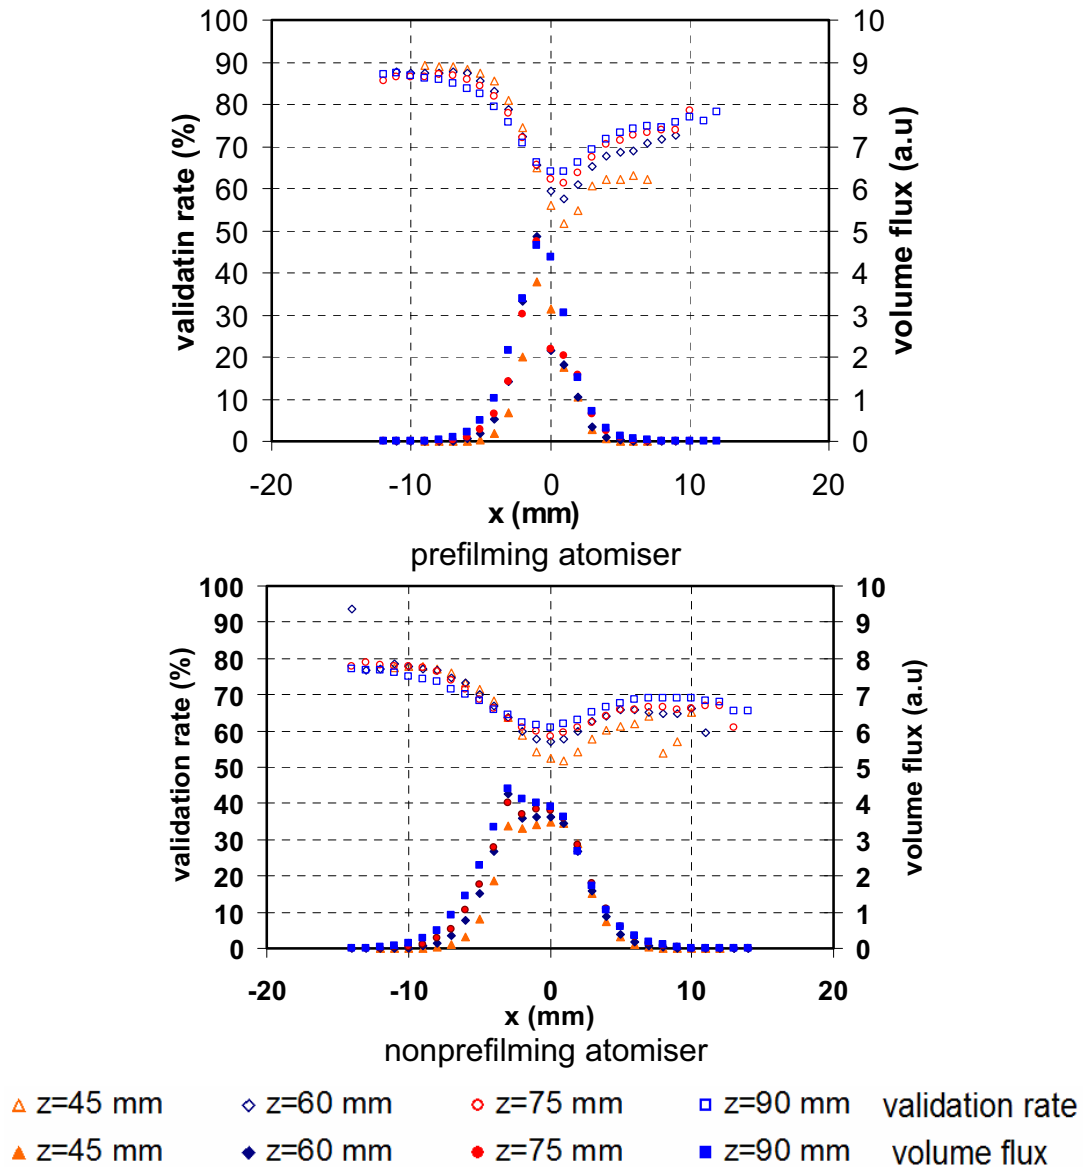 100 10
90 9
80 8
70 7
60 6
50 5
40 4
30 3
20 2
10 1
0 0
validatin rate (%)
volume flux (a.u)
-20 -10 0 10 20
x (mm)
prefilming atomiser
100 10
90 9
80 8
70 7
60 6
50 5
40 4
30 3
20 2
10 1
0 0
validation rate (%)
volume flux (a.u)
-20 -10 0 10 20
x (mm)
nonprefilming atomiser
z=45 mm z=60 mm z=75 mm z=90 mm validation rate
z=45 mm z=60 mm z=75 mm z=90 mm volume flux